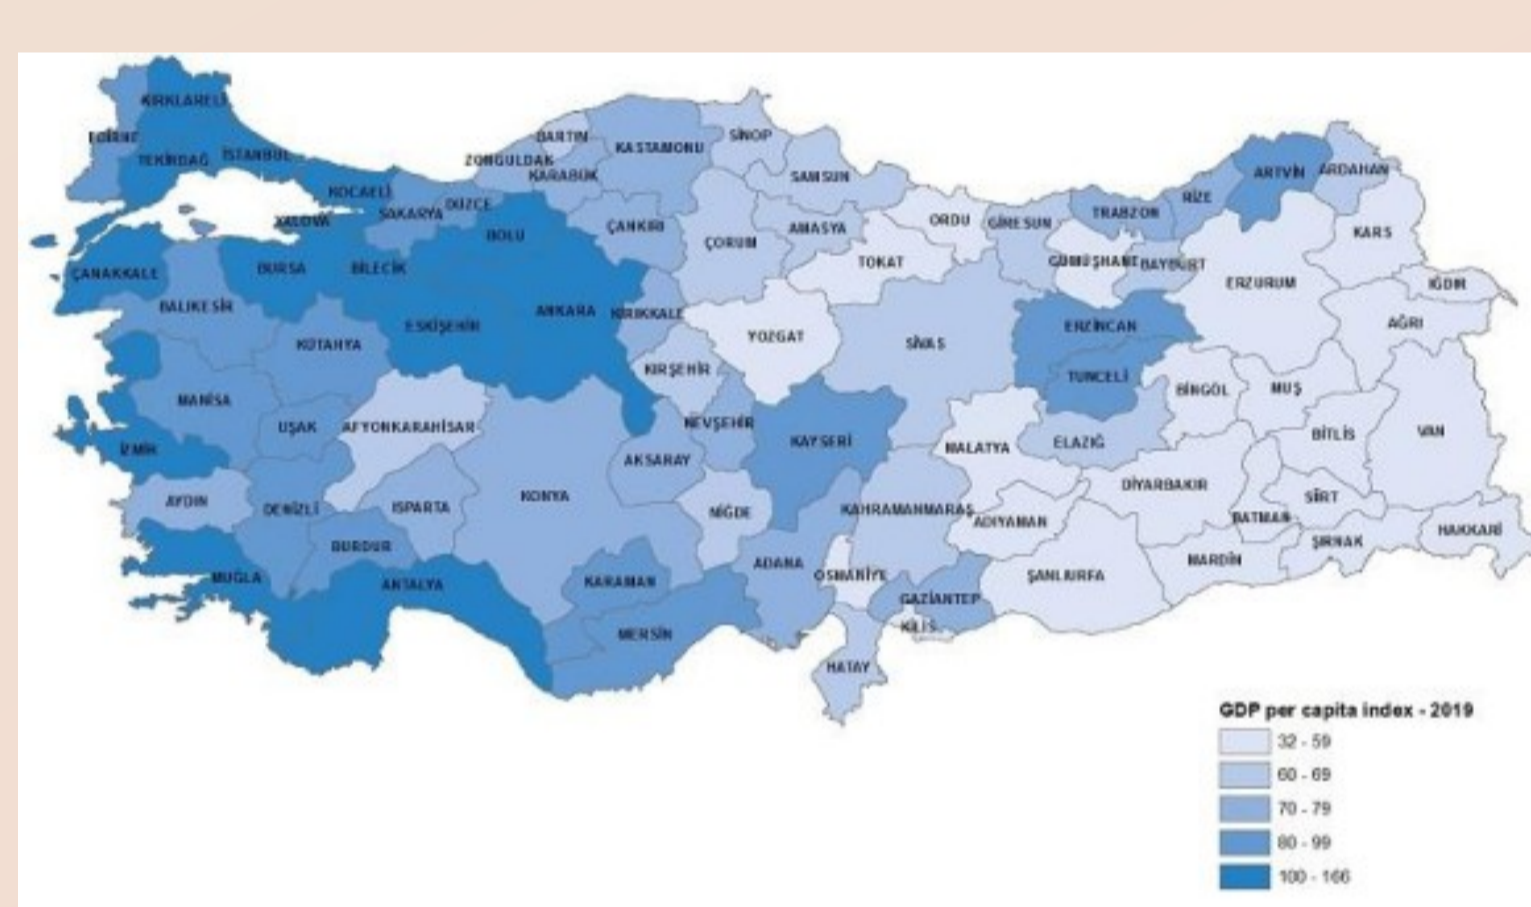 KIRKLARELİ
EDİRNE
TEKİRDAĞ
İSTANBUL
KOCAELİ
YALOVA
SAKARYA
DÜZCE
ZONGULDAK
BARTIN
KARABÜK
KASTAMONU
SİNOP
SAMSUN
ÇANKIRI
ÇORUM
AMASYA
ORDU
TOKAT
GİRESUN
TRABZON
RİZE
ARTVİN
ARDAHAN
KARS
GÜMÜŞHANE
BAYBURT
ERZURUM
IĞDIR
AĞRI
ÇANAKKALE
BURSA
BİLECİK
BOLU
BALIKESİR
ESKİŞEHİR
ANKARA
KIRIKKALE
KÜTAHYA
YOZGAT
SİVAS
ERZİNCAN
TUNCELİ
KIRŞEHİR
BİNGÖL
MUŞ
MANİSA
UŞAK
AFYONKARAHİSAR
NEVŞEHİR
KAYSERİ
MALATYA
ELAZIĞ
BİTLİS
VAN
İZMİR
AKSARAY
AYDIN
DENİZLİ
ISPARTA
KONYA
NİĞDE
KAHRAMANMARAŞ
ADIYAMAN
DİYARBAKIR
BATMAN
SİİRT
ŞIRNAK
HAKKARİ
BURDUR
MUĞLA
ANTALYA
KARAMAN
ADANA
OSMANİYE
ŞANLIURFA
MARDİN
GAZİANTEP
KİLİS
MERSİN
HATAY
GDP per capita index - 2019
32 - 59
60 - 69
70 - 79
80 - 99
100 - 166